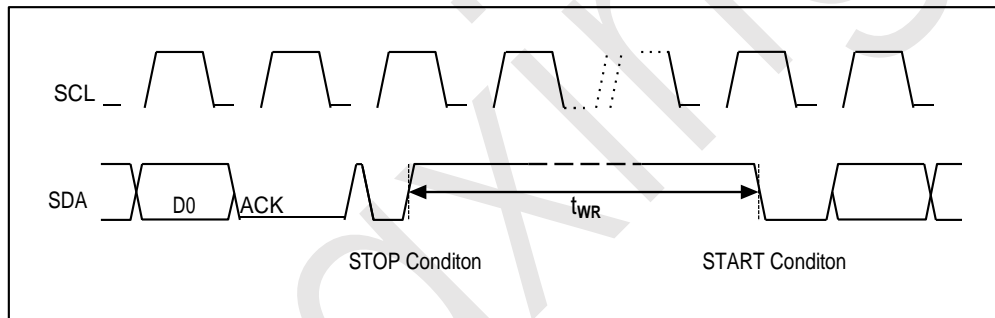 SCL
SDA
D0
ACK
tWR
STOP Conditon
START Conditon